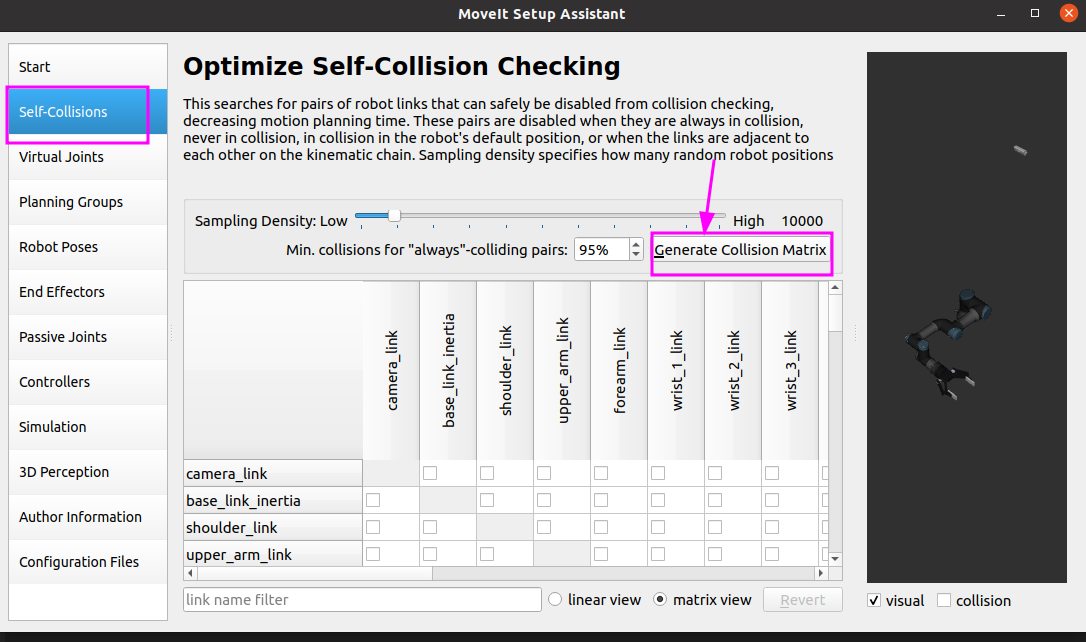 MoveIt Setup Assistant
Start
Self-Collisions
Virtual Joints
Planning Groups
Robot Poses
End Effectors
Passive Joints
Controllers
Simulation
3D Perception
Author Information
Configuration Files
Optimize Self-Collision Checking
This searches for pairs of robot links that can safely be disabled from collision checking,
decreasing motion planning time. These pairs are disabled when they are always in collision,
never in collision, in collision in the robot's default position, or when the links are adjacent to
each other on the kinematic chain. Sampling density specifies how many random robot positions
Sampling Density: Low High 10000
Min. collisions for "always"-colliding pairs: 95% Generate Collision Matrix
camera_link
base_link_inertia
shoulder_link
upper_arm_link
forearm_link
wrist_1_link
wrist_2_link
wrist_3_link
camera_link
base_link_inertia
shoulder_link
upper_arm_link
link name filter linear view matrix view Revert
visual collision